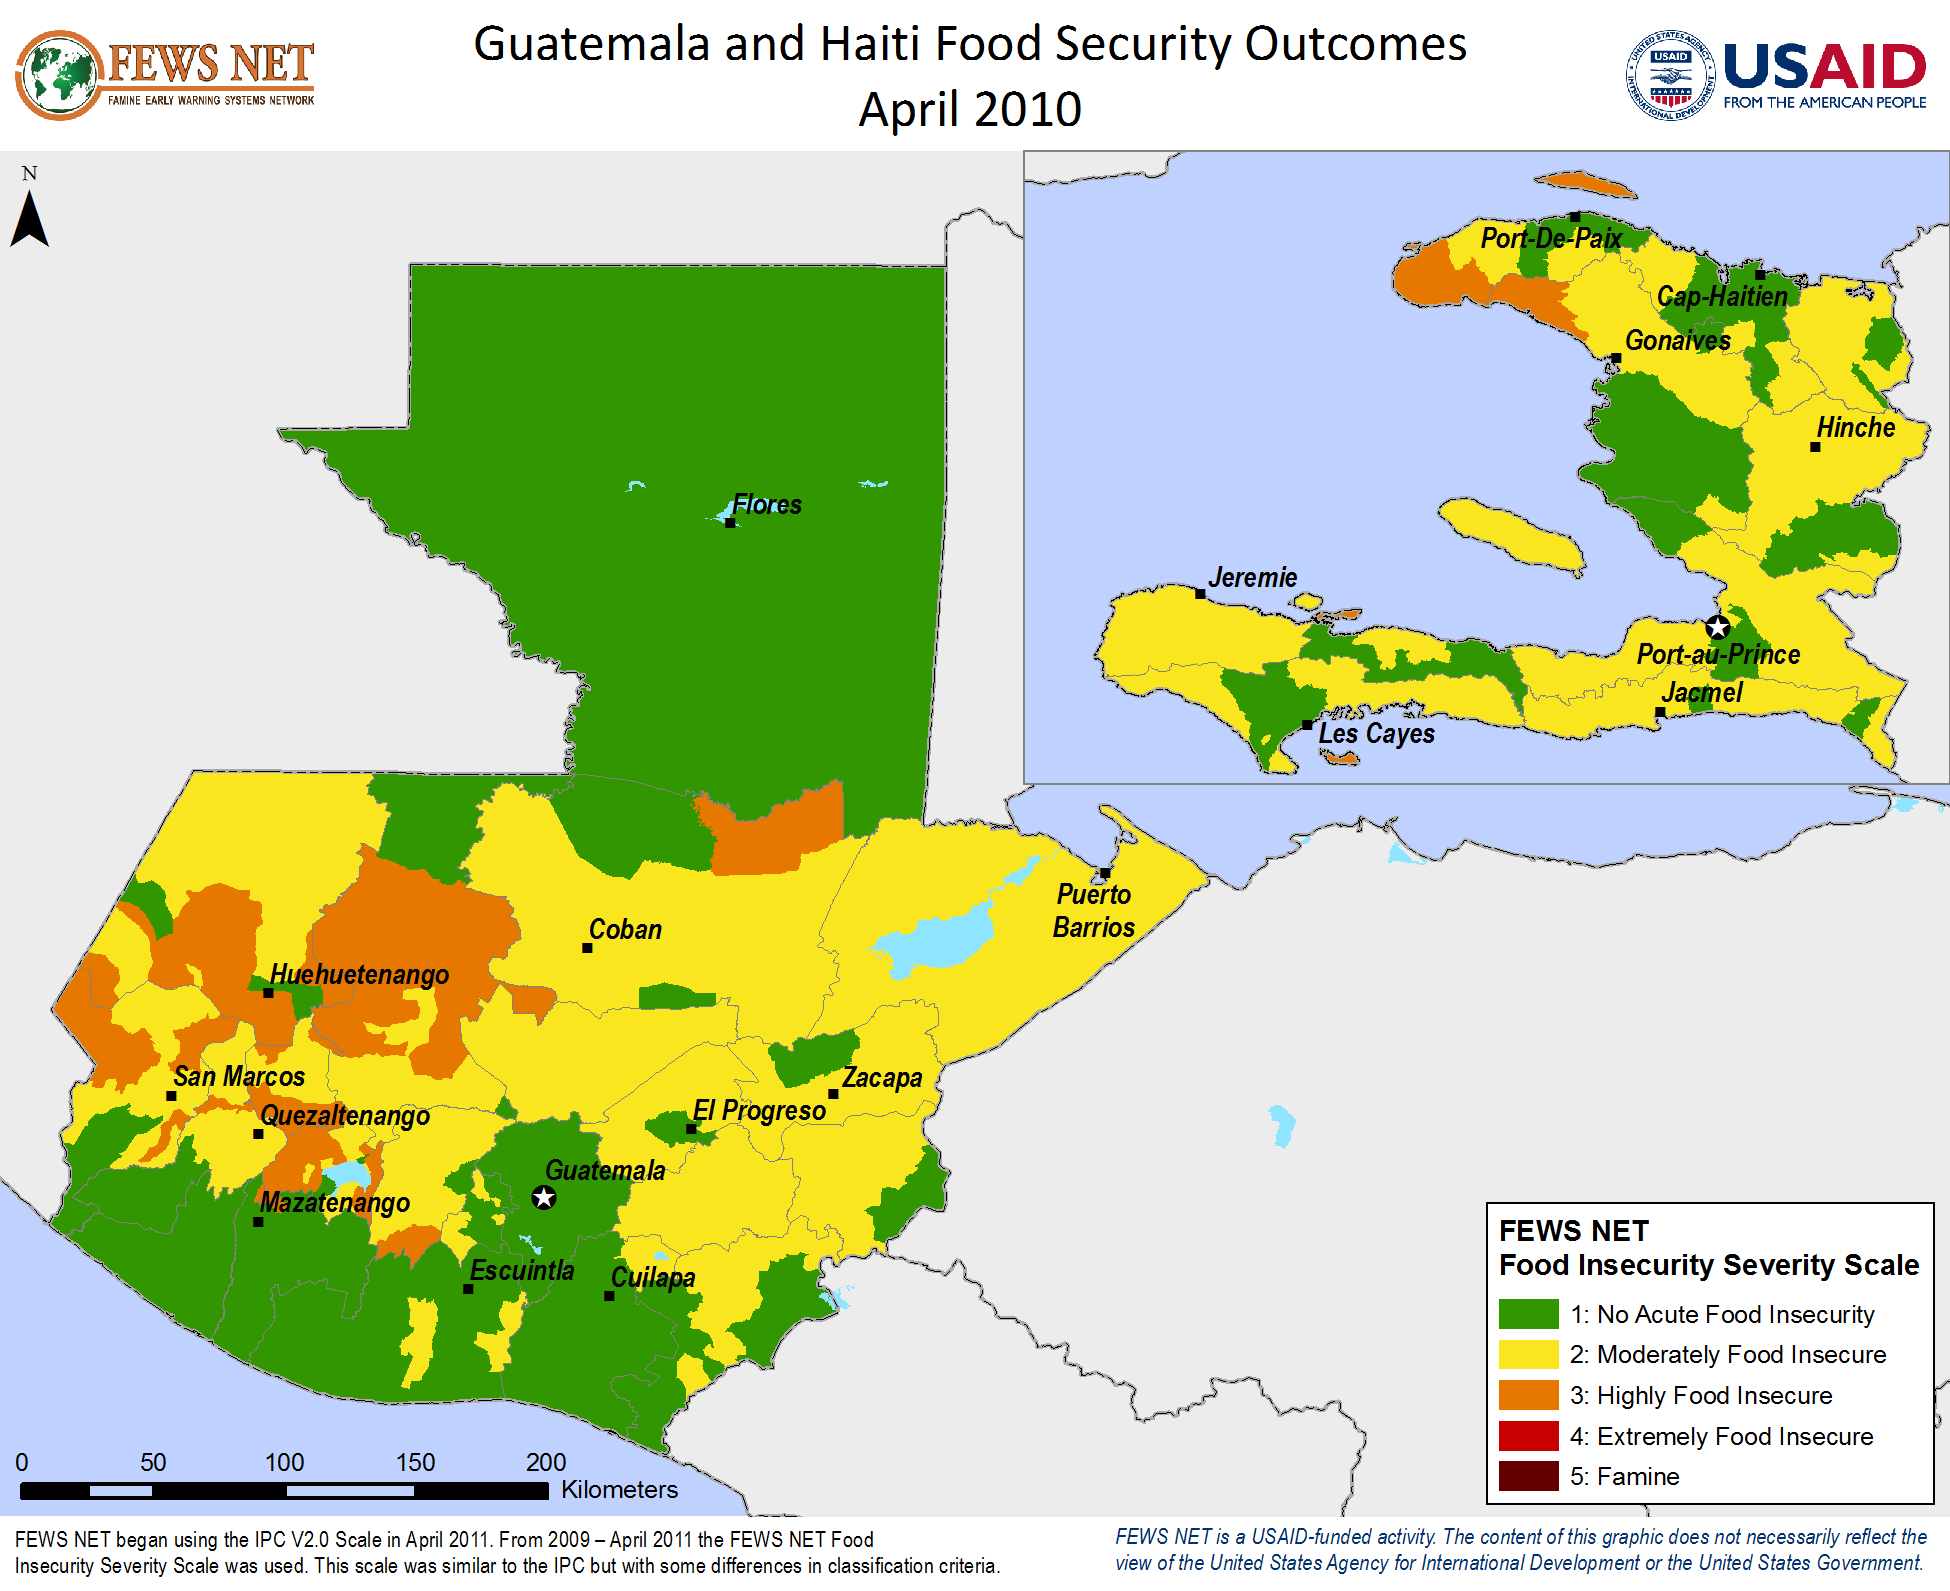 FEWS NET
FAMINE EARLY WARNING SYSTEMS NETWORK
Guatemala and Haiti Food Security Outcomes
April 2010
UNITED STATES AGENCY
USAID
INTERNATIONAL DEVELOPMENT
USAID
FROM THE AMERICAN PEOPLE
N
Port-De-Paix
Cap-Haitien
Gonaives
Hinche
Jeremie
Port-au-Prince
Jacmel
Les Cayes
Flores
Puerto
Barrios
Coban
Huehuetenango
San Marcos
Zacapa
El Progreso
Quezaltenango
Guatemala
Mazatenango
Escuintla
Cuilapa
FEWS NET
Food Insecurity Severity Scale
1: No Acute Food Insecurity
2: Moderately Food Insecure
3: Highly Food Insecure
4: Extremely Food Insecure
5: Famine
0 50 100 150 200
Kilometers
FEWS NET began using the IPC V2.0 Scale in April 2011. From 2009 – April 2011 the FEWS NET Food
Insecurity Severity Scale was used. This scale was similar to the IPC but with some differences in classification criteria.
FEWS NET is a USAID-funded activity. The content of this graphic does not necessarily reflect the
view of the United States Agency for International Development or the United States Government.